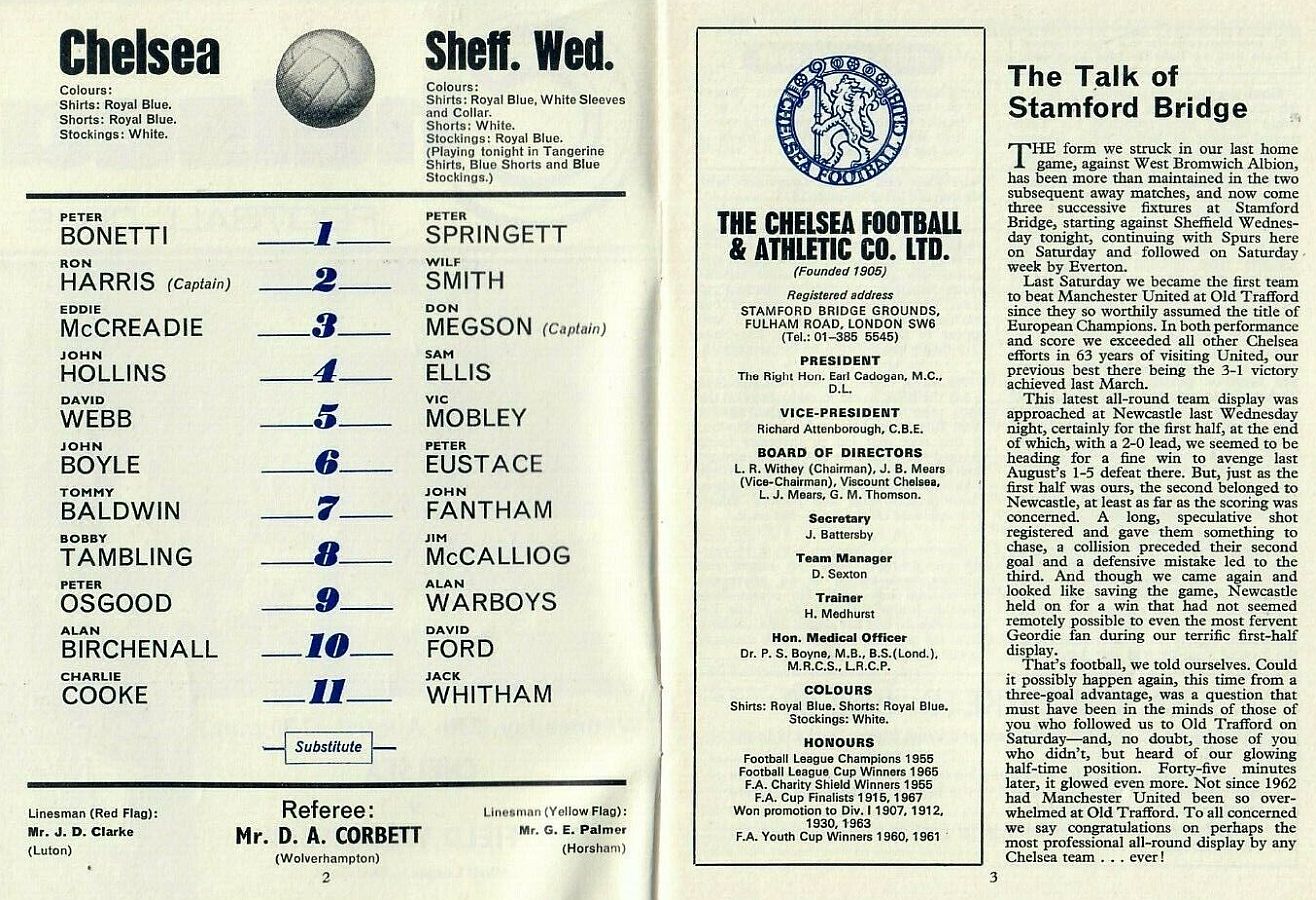 Chelsea
Colours:
Shirts: Royal Blue.
Shorts: Royal Blue.
Stockings: White.
Sheff. Wed.
Colours:
Shirts: Royal Blue, White Sleeves
and Collar.
Shorts: White.
Stockings: Royal Blue.
(Playing tonight in Tangerine
Shirts, Blue Shorts and Blue
Stockings.)
PETER PETER
BONETTI 1 SPRINGETT
RON WILF
HARRIS (Captain) 2 SMITH
EDDIE DON
McCREADIE 3 MEGSON (Captain)
JOHN SAM
HOLLINS 4 ELLIS
DAVID VIC
WEBB 5 MOBLEY
JOHN PETER
BOYLE 6 EUSTACE
TOMMY JOHN
BALDWIN 7 FANTHAM
BOBBY JIM
TAMBLING 8 McCALLIOG
PETER ALAN
OSGOOD 9 WARBOYS
ALAN DAVID
BIRCHENALL 10 FORD
CHARLIE JACK
COOKE 11 WHITHAM
Substitute
Linesman (Red Flag):
Mr. J. D. Clarke
(Luton)
Referee:
Mr. D. A. CORBETT
(Wolverhampton)
Linesman (Yellow Flag):
Mr. G. E. Palmer
(Horsham)
2
CHELSEA FOOTBALL CLUB
THE CHELSEA FOOTBALL
& ATHLETIC CO. LTD.
(Founded 1905)
Registered address
STAMFORD BRIDGE GROUNDS,
FULHAM ROAD, LONDON SW6
(Tel.: 01–385 5545)
PRESIDENT
The Right Hon. Earl Cadogan, M.C.,
D.L.
VICE-PRESIDENT
Richard Attenborough, C.B.E.
BOARD OF DIRECTORS
L. R. Withey (Chairman), J. B. Mears
(Vice-Chairman), Viscount Chelsea,
L. J. Mears, G. M. Thomson.
Secretary
J. Battersby
Team Manager
D. Sexton
Trainer
H. Medhurst
Hon. Medical Officer
Dr. P. S. Boyne, M.B., B.S.(Lond.),
M.R.C.S., L.R.C.P.
COLOURS
Shirts: Royal Blue. Shorts: Royal Blue.
Stockings: White.
HONOURS
Football League Champions 1955
Football League Cup Winners 1965
F.A. Charity Shield Winners 1955
F.A. Cup Finalists 1915, 1967
Won promotion to Div. I 1907, 1912,
1930, 1963
F.A. Youth Cup Winners 1960, 1961
The Talk of
Stamford Bridge
THE form we struck in our last home
game, against West Bromwich Albion,
has been more than maintained in the two
subsequent away matches, and now come
three successive fixtures at Stamford
Bridge, starting against Sheffield Wednes-
day tonight, continuing with Spurs here
on Saturday and followed on Saturday
week by Everton.
Last Saturday we became the first team
to beat Manchester United at Old Trafford
since they so worthily assumed the title of
European Champions. In both performance
and score we exceeded all other Chelsea
efforts in 63 years of visiting United, our
previous best there being the 3-1 victory
achieved last March.
This latest all-round team display was
approached at Newcastle last Wednesday
night, certainly for the first half, at the end
of which, with a 2-0 lead, we seemed to be
heading for a fine win to avenge last
August's 1-5 defeat there. But, just as the
first half was ours, the second belonged to
Newcastle, at least as far as the scoring was
concerned. A long, speculative shot
registered and gave them something to
chase, a collision preceded their second
goal and a defensive mistake led to the
third. And though we came again and
looked like saving the game, Newcastle
held on for a win that had not seemed
remotely possible to even the most fervent
Geordie fan during our terrific first-half
display.
That's football, we told ourselves. Could
it possibly happen again, this time from a
three-goal advantage, was a question that
must have been in the minds of those of
you who followed us to Old Trafford on
Saturday—and, no doubt, those of you
who didn't, but heard of our glowing
half-time position. Forty-five minutes
later, it glowed even more. Not since 1962
had Manchester United been so over-
whelmed at Old Trafford. To all concerned
we say congratulations on perhaps the
most professional all-round display by any
Chelsea team . . . ever!
3